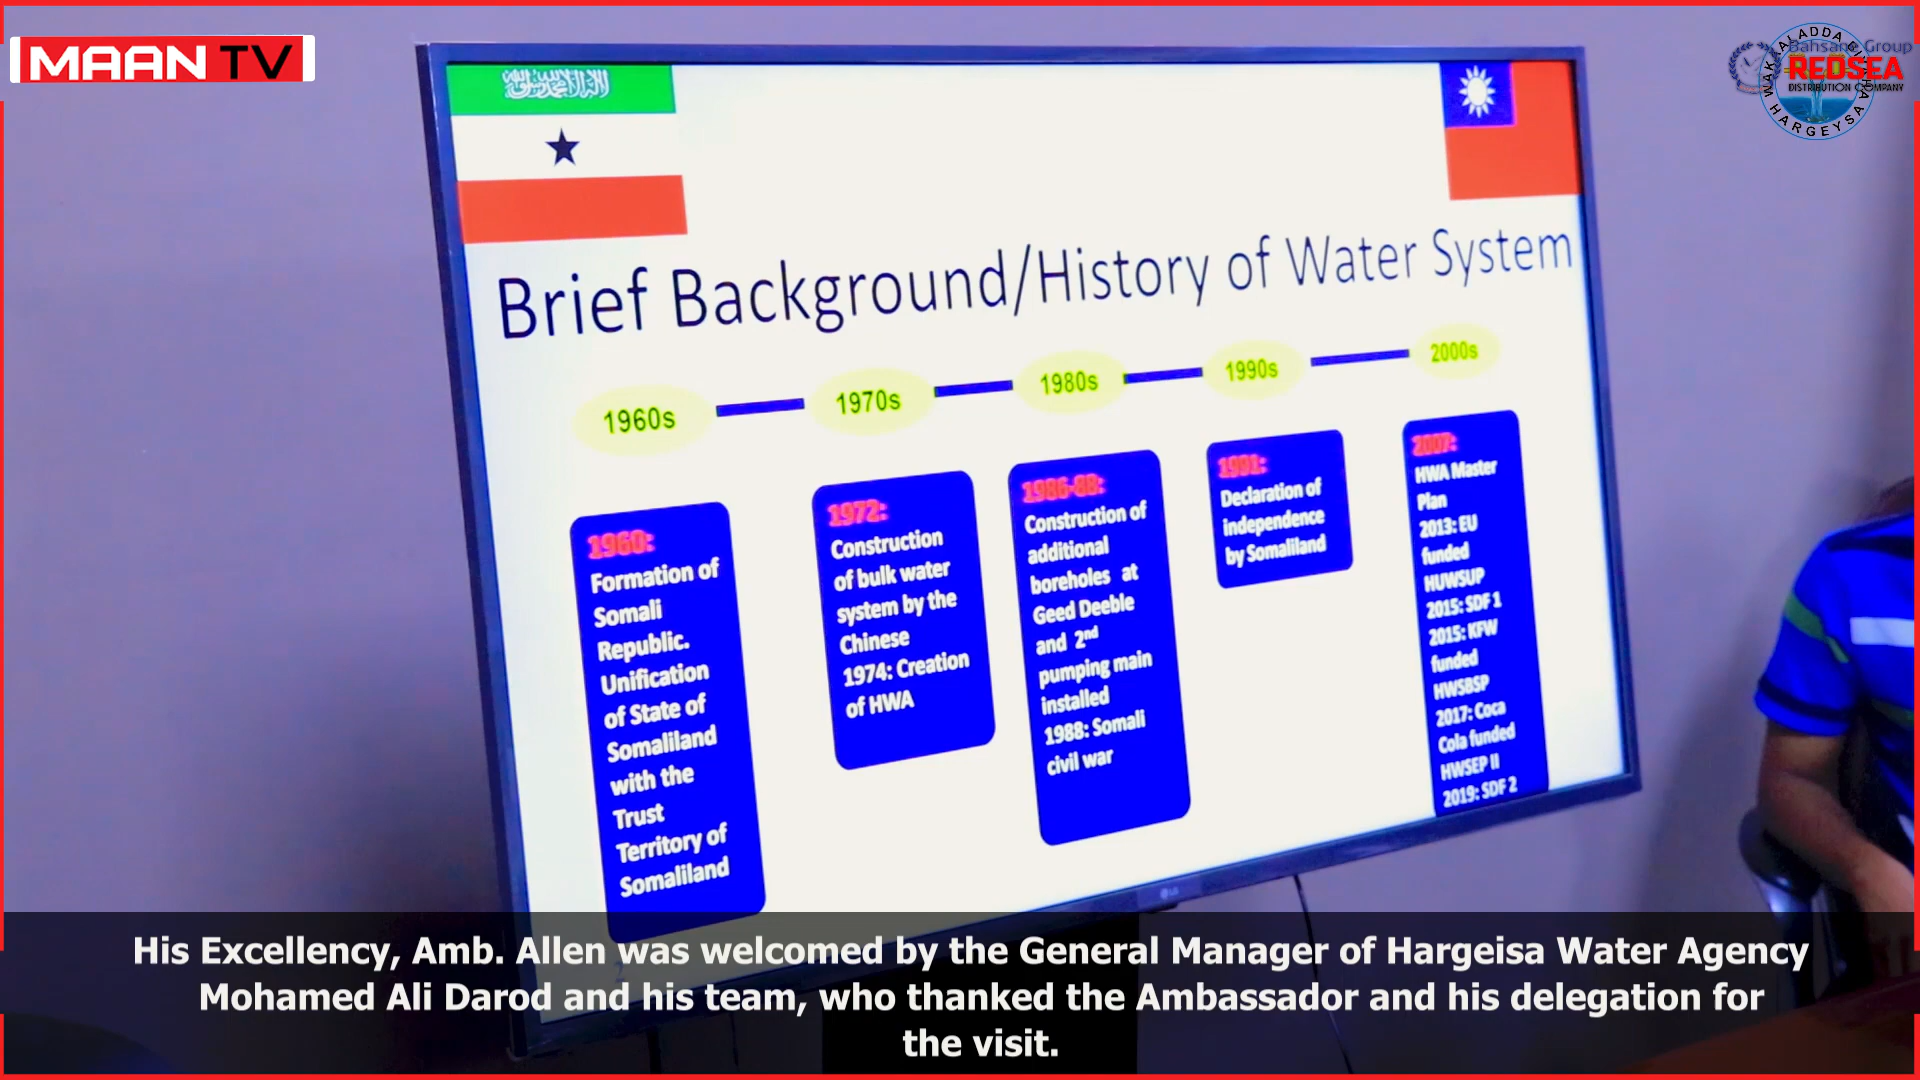 MAAN TV
Bahsane Group
REDSEA
DISTRIBUTION COMPANY
HARGEYSA
Brief Background/History of Water System
1960s
1970s
1980s
1990s
2000s
1960:
Formation of
Somali
Republic.
Unification
of State of
Somaliland
with the
Trust
Territory of
Somaliland
1972:
Construction
of bulk water
system by the
Chinese
1974: Creation
of HWA
1986-88:
Construction of
additional
boreholes at
Geed Deeble
and 2nd
pumping main
installed
1988: Somali
civil war
1991:
Declaration of
independence
by Somaliland
2007:
HWA Master
Plan
2013: EU
funded
HUWSUP
2015: SDF 1
2015: KFW
funded
HWSBSP
2017: Coca
Cola funded
HWSEP II
2019: SDF 2
LG
His Excellency, Amb. Allen was welcomed by the General Manager of Hargeisa Water Agency
Mohamed Ali Darod and his team, who thanked the Ambassador and his delegation for
the visit.